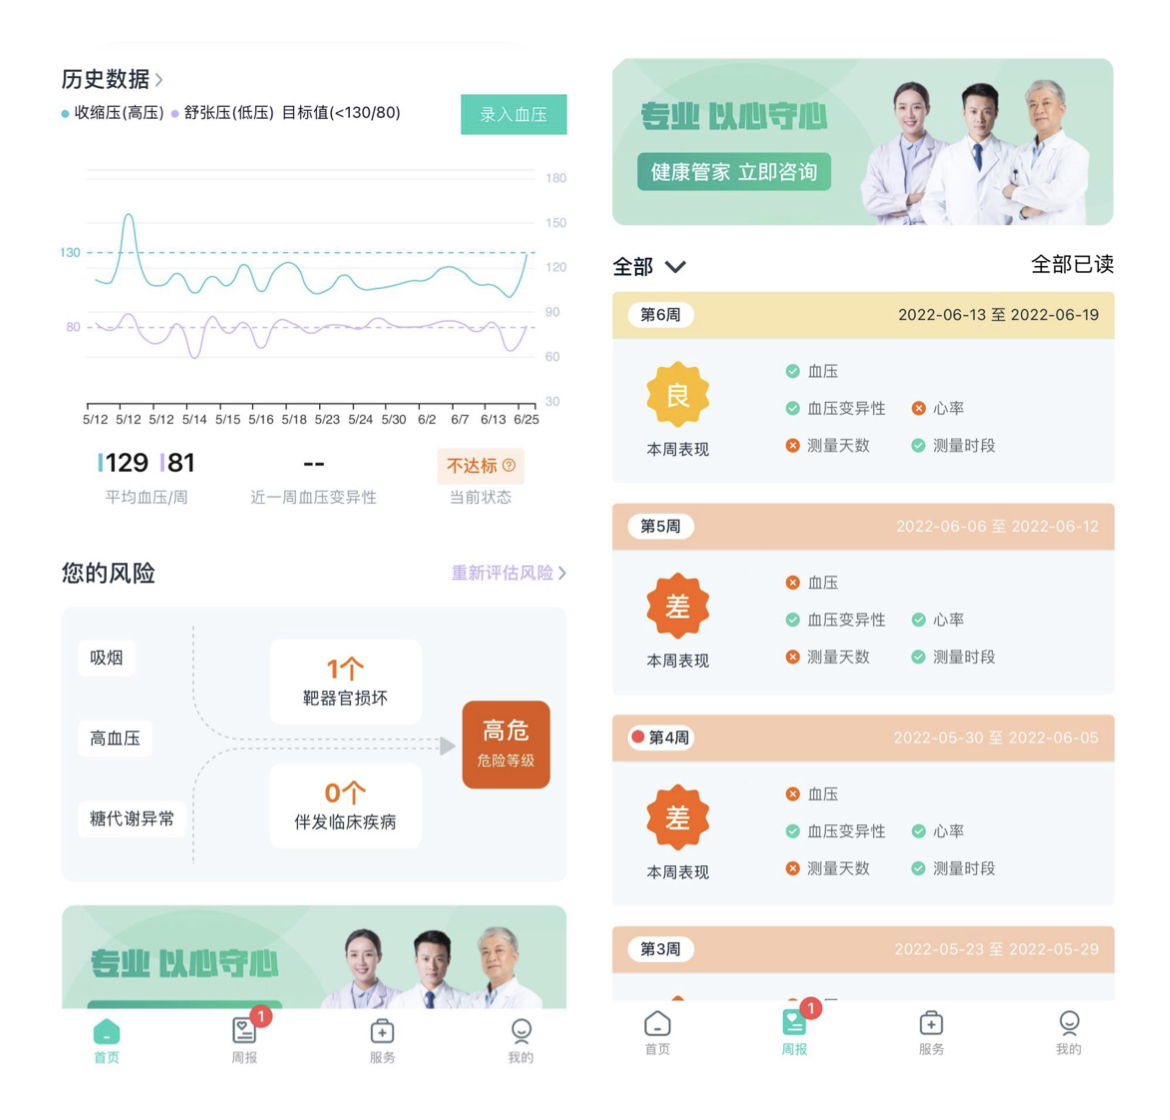 历史数据
收缩压(高压) 舒张压(低压) 目标值(<130/80)
录入血压
180
150
130
120
90
80
60
30
5/12 5/12 5/12 5/14 5/15 5/16 5/18 5/23 5/24 5/30 6/2 6/7 6/13 6/25
129 81
--
不达标
平均血压/周
近一周血压变异性
当前状态
您的风险
重新评估风险
吸烟
高血压
糖代谢异常
1个
靶器官损坏
0个
伴发临床疾病
高危
危险等级
专业 以心守心
首页
1
周报
服务
我的
专业 以心守心
健康管家 立即咨询
全部
全部已读
第6周
2022-06-13 至 2022-06-19
良
本周表现
血压
血压变异性
心率
测量天数
测量时段
第5周
2022-06-06 至 2022-06-12
差
本周表现
血压
血压变异性
心率
测量天数
测量时段
第4周
2022-05-30 至 2022-06-05
差
本周表现
血压
血压变异性
心率
测量天数
测量时段
第3周
2022-05-23 至 2022-05-29
首页
1
周报
服务
我的